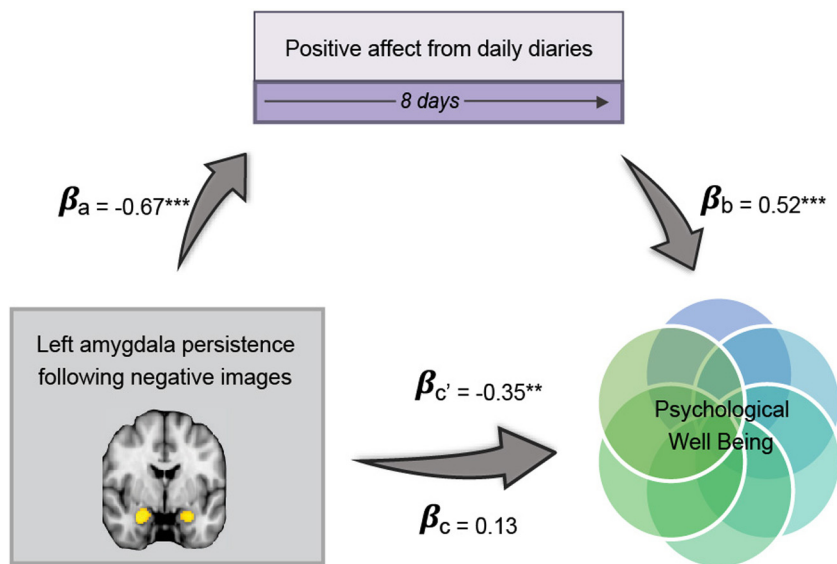 Positive affect from daily diaries
8 days
βa = -0.67***
βb = 0.52***
Left amygdala persistence
following negative images
βc' = -0.35**
βc = 0.13
Psychological
Well Being